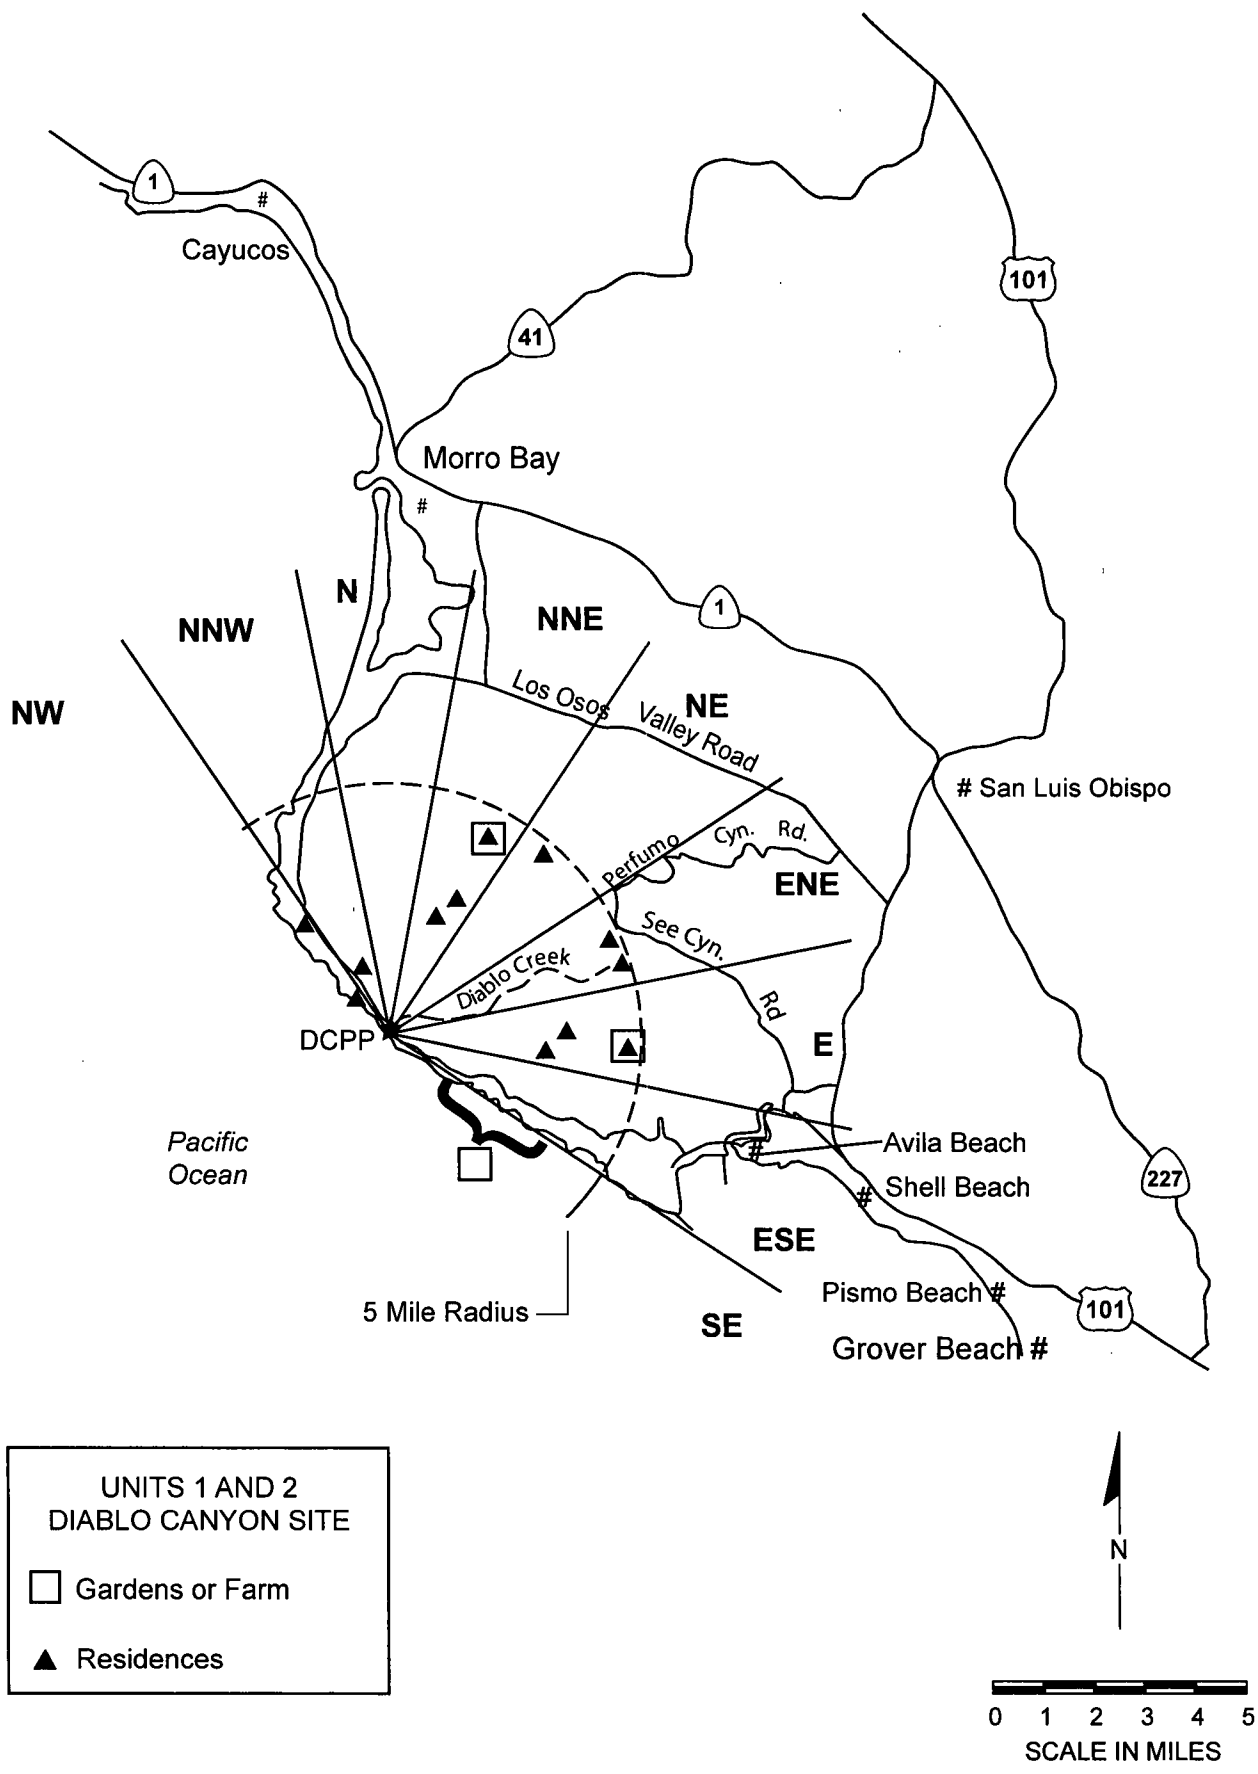 1
#
Cayucos
101
41
Morro Bay
#
N
NNW
NNE
1
NW
Los Osos
NE
Valley Road
# San Luis Obispo
Perfumo
Cyn. Rd.
ENE
See Cyn.
Rd
Diablo Creek
DCPP
E
Pacific
Ocean
#
Avila Beach
227
#
Shell Beach
ESE
Pismo Beach #
5 Mile Radius
101
SE
Grover Beach #
UNITS 1 AND 2
DIABLO CANYON SITE
Gardens or Farm
Residences
N
0 1 2 3 4 5
SCALE IN MILES